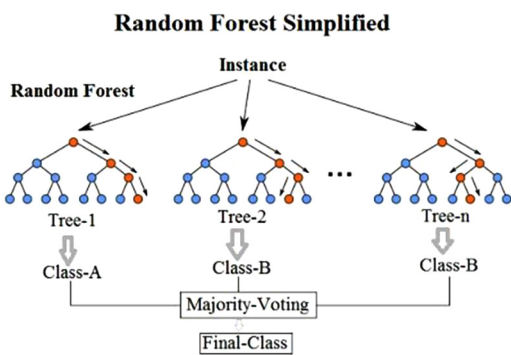 Random Forest Simplified
Instance
Random Forest
...
Tree-1
Tree-2
Tree-n
Class-A
Class-B
Class-B
Majority-Voting
Final-Class